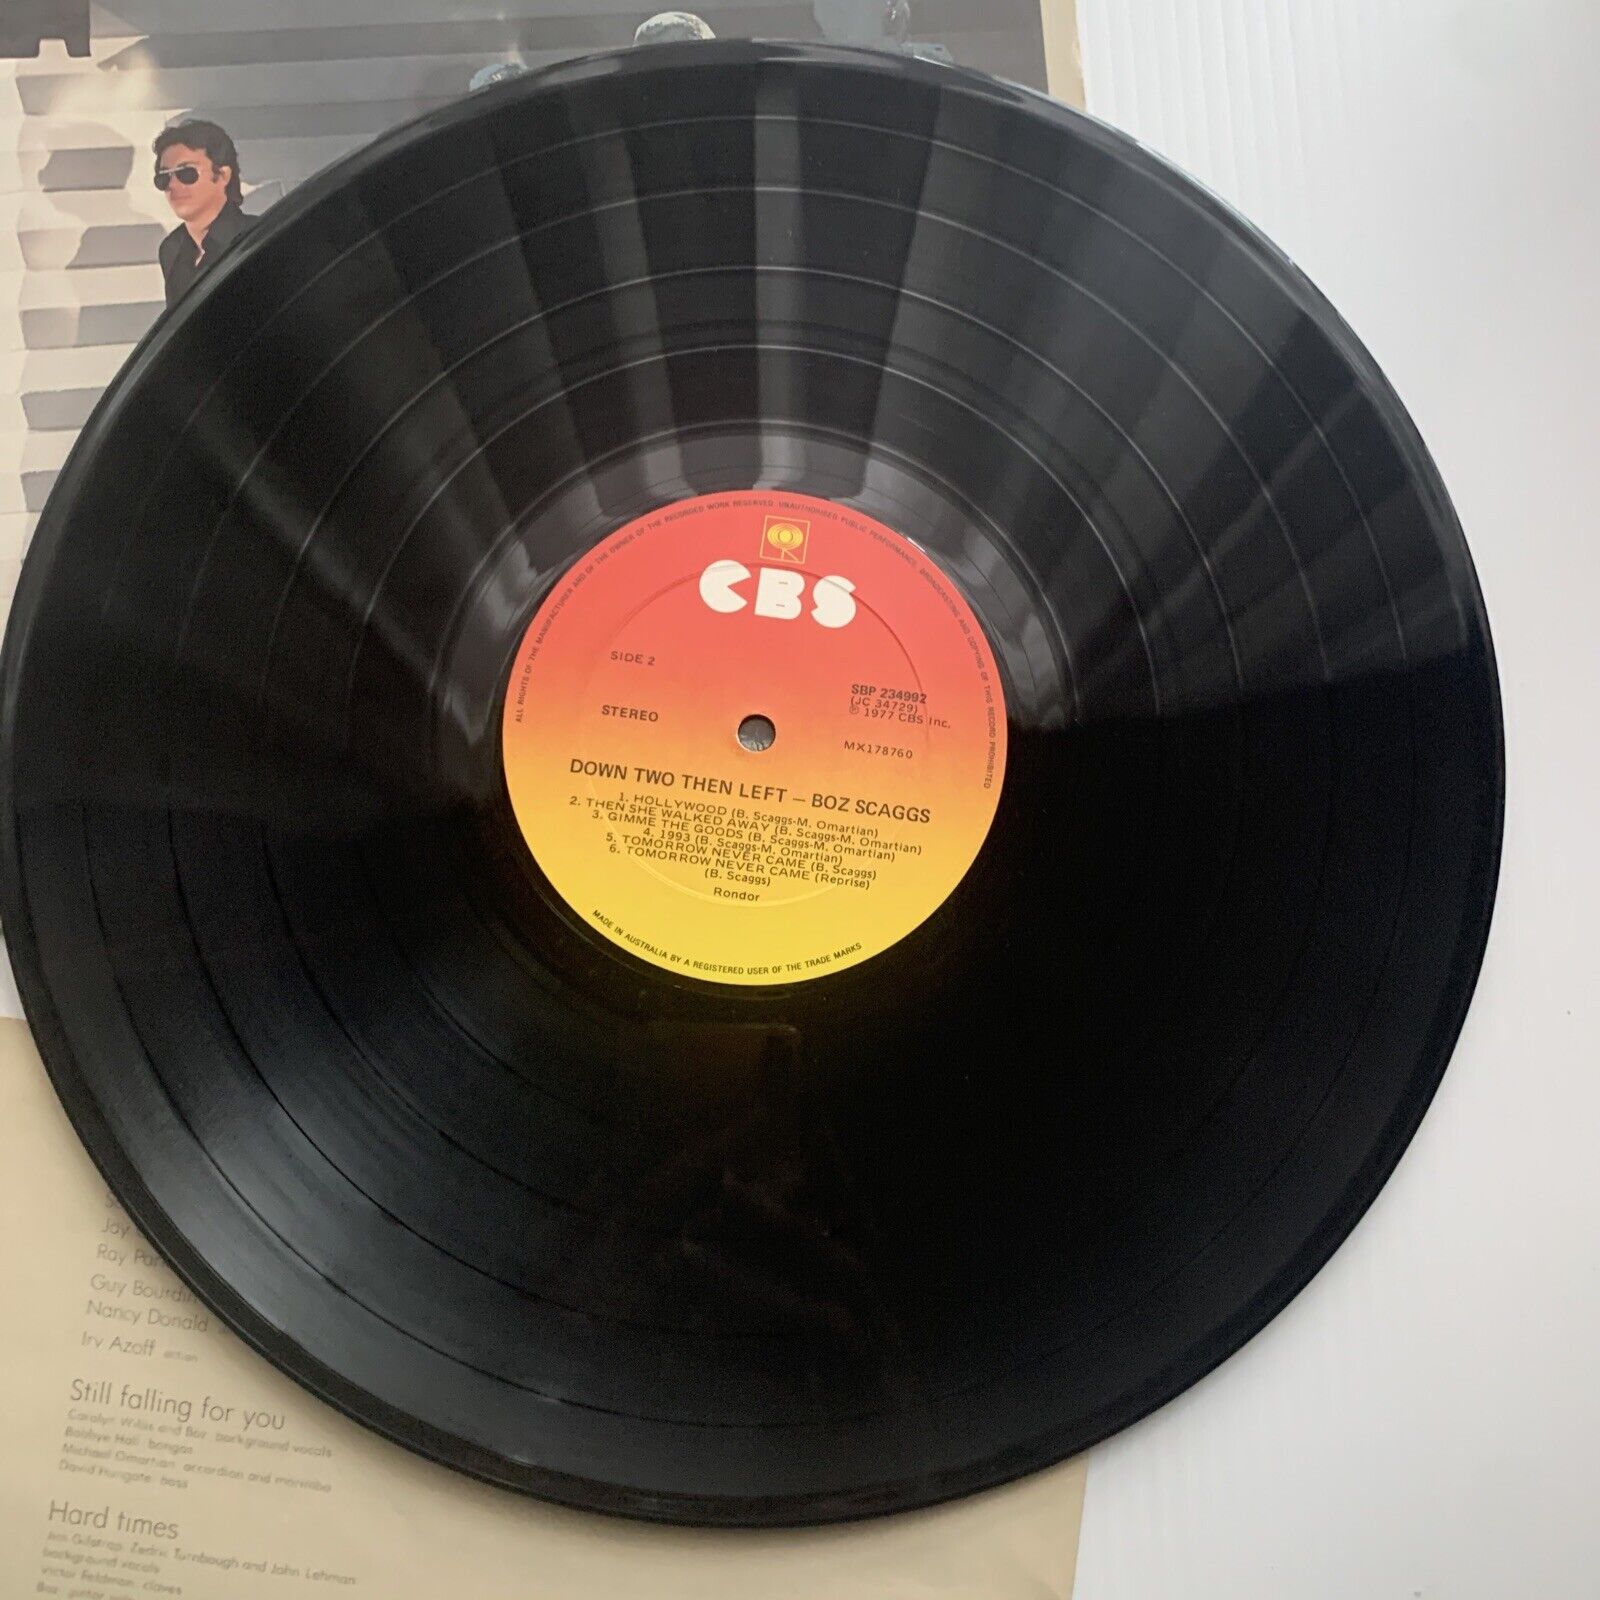 ALL RIGHTS OF THE MANUFACTURER AND OF THE OWNER OF THE RECORDED WORK RESERVED. UNAUTHORISED PUBLIC PERFORMANCE, BROADCASTING AND COPYING OF THIS RECORD PROHIBITED
CBS
SIDE 2
SBP 234992
(JC 34729)
℗ 1977 CBS Inc.
STEREO
MX178760
DOWN TWO THEN LEFT — BOZ SCAGGS
1. HOLLYWOOD (B. Scaggs-M. Omartian)
2. THEN SHE WALKED AWAY (B. Scaggs-M. Omartian)
3. GIMME THE GOODS (B. Scaggs-M. Omartian)
4. 1993 (B. Scaggs-M. Omartian)
5. TOMORROW NEVER CAME (B. Scaggs)
6. TOMORROW NEVER CAME (Reprise)
(B. Scaggs)
Rondor
MADE IN AUSTRALIA BY A REGISTERED USER OF THE TRADE MARKS
Jay
Ray
Guy
Nancy Donald
Irv Azoff
Still falling for you
Carolyn Willis and Boz background vocals
Bobbye Hall bongos
Michael Omartian accordion and marimba
David Hungate bass
Hard times
Jim Gilstrap Zedric Turnbough and John Lehman
background vocals
Victor Feldman claves
Boz guitar